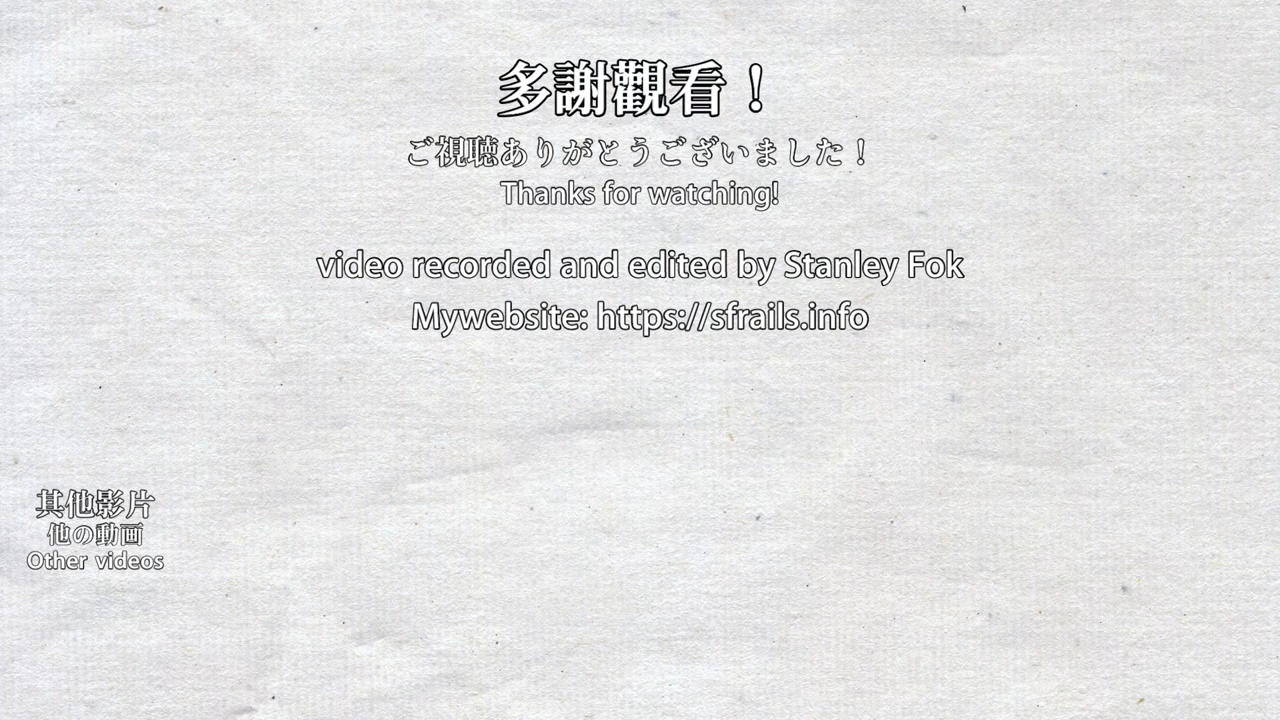 多謝觀看！
ご視聴ありがとうございました！
Thanks for watching!
video recorded and edited by Stanley Fok
Mywebsite: https://sfrails.info
其他影片
他の動画
Other videos